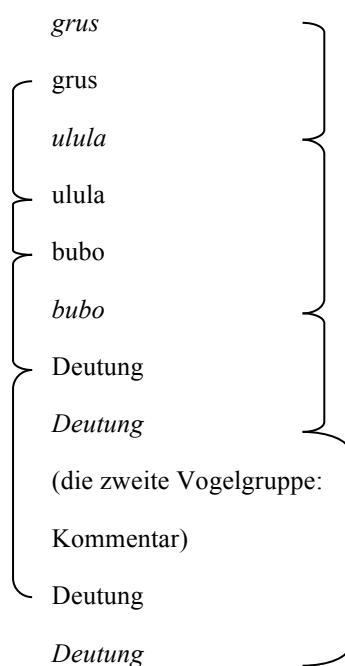 grus
grus
ulula
ulula
bubo
bubo
Deutung
Deutung
(die zweite Vogelgruppe:
Kommentar)
Deutung
Deutung